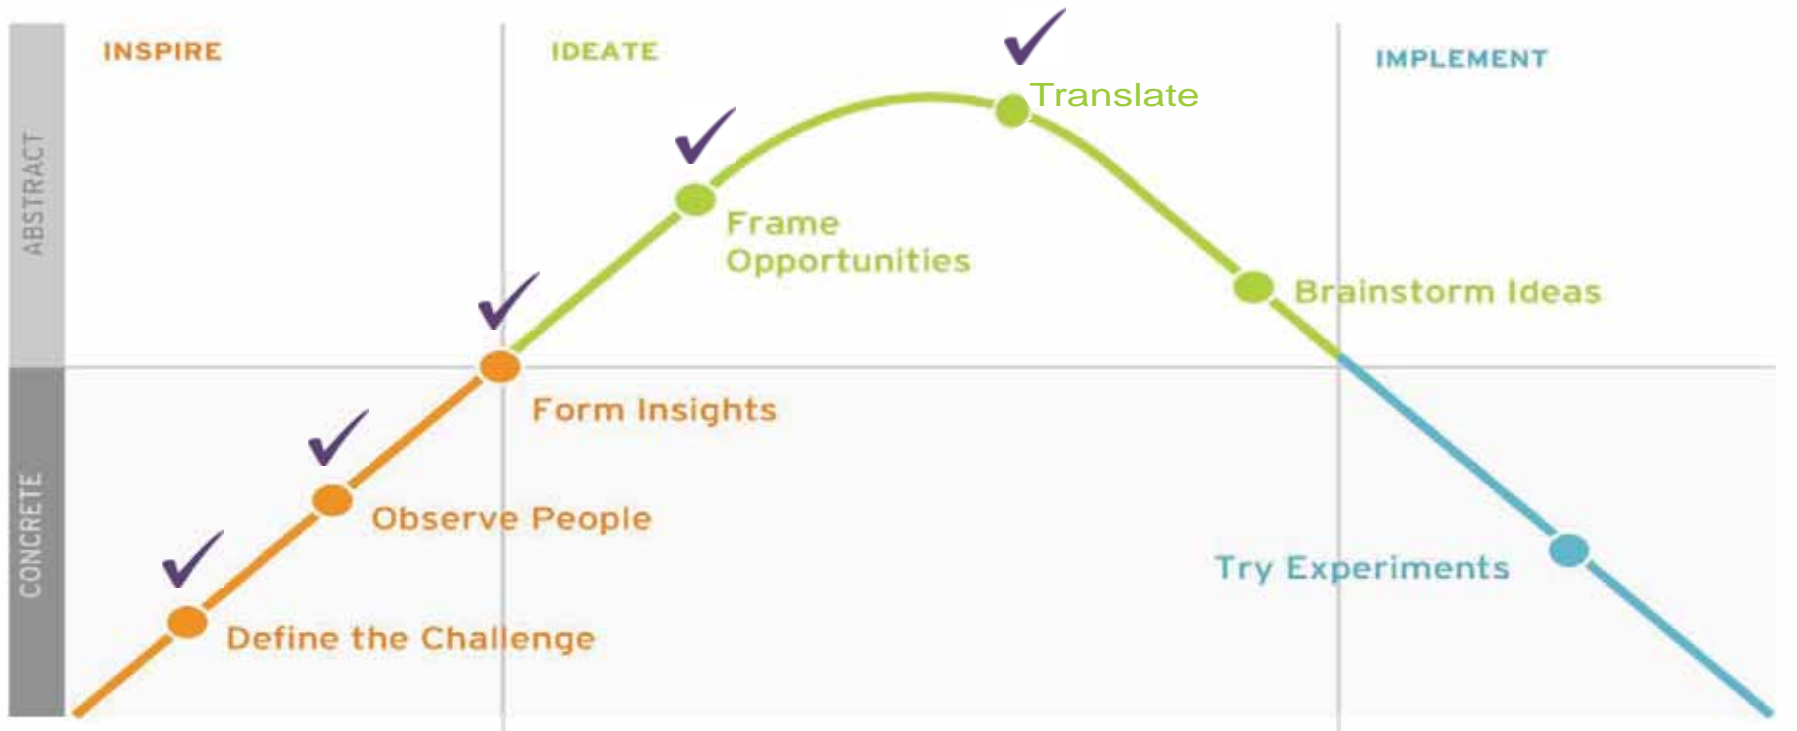 INSPIRE
IDEATE
IMPLEMENT
ABSTRACT
CONCRETE
Translate
Frame
Opportunities
Brainstorm Ideas
Form Insights
Observe People
Try Experiments
Define the Challenge